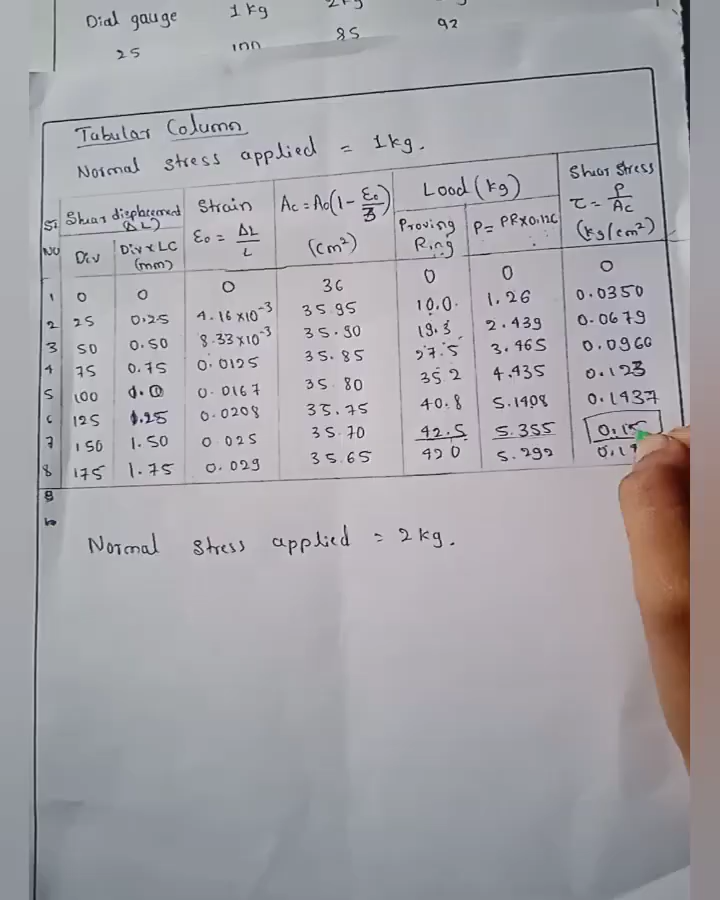 Dial gauge 1kg
25 100 85 92
Tabular Column
Normal stress applied = 1kg.
Sl NO | Shear displacement (ΔL) | Strain ε₀ = ΔL/L | Ac = A₀(1 - ε₀/3) (cm²) | Load (kg) | Shear Stress τ = P/Ac (kg/cm²)
Div | Div x LC (mm) | Proving Ring | P =
1 0 0 0 36 0 0 0
2 25 0.25 4.16 x10⁻³ 35.95 10.0 1.26 0.0350
3 50 0.50 8.33 x10⁻³ 35.90 19.3 2.439 0.0679
4 75 0.75 0.0125 35.85 27.5 3.465 0.0966
5 100 0.0167 35.80 35.2 4.435 0.123
6 125 1.25 0.0208 35.75 40.8 5.1408 0.1437
7 150 1.50 0.025 35.70 42.5 5.355 0.15
8 175 1.75 0.029 35.65 420 5.292
Normal stress applied = 2kg.